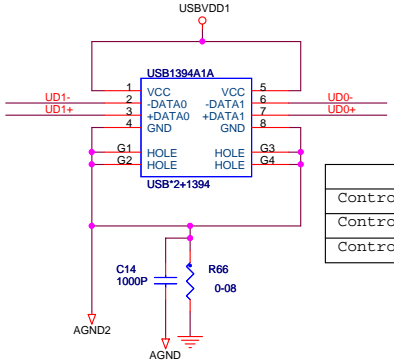 USBVDD1
USB1394A1A
1 VCC VCC 5
UD1- 2 -DATA0 -DATA1 6 UD0-
UD1+ 3 +DATA0 +DATA1 7 UD0+
4 GND GND 8
G1 HOLE HOLE G3
G2 HOLE HOLE G4
USB*2+1394
Contro
Contro
Contro
C14 R66
1000P 0-08
AGND2
AGND